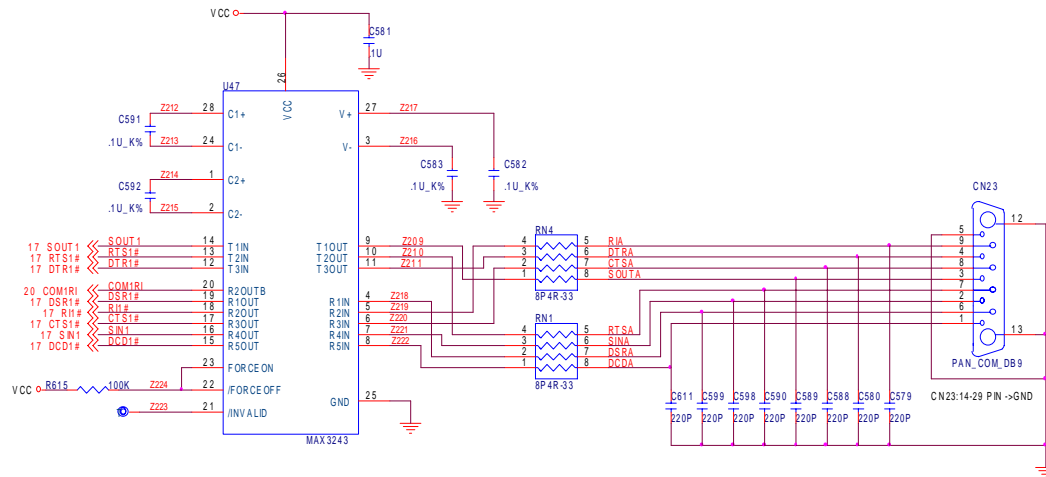 VCC
C581
.1U
U47
26
VCC
C591
.1U_K%
Z212 28 C1+
Z213 24 C1-
C592
.1U_K%
Z214 1 C2+
Z215 2 C2-
V+ 27 Z217
V- 3 Z216
C583
.1U_K%
C582
.1U_K%
17 SOUT1 SOUT1 14 T1IN
17 RTS1# RTS1# 13 T2IN
17 DTR1# DTR1# 12 T3IN
T1OUT 9 Z209
T2OUT 10 Z210
T3OUT 11 Z211
20 COM1RI COM1RI 20 R2OUTB
17 DSR1# DSR1# 19 R1OUT
17 RI1# RI1# 18 R2OUT
17 CTS1# CTS1# 17 R3OUT
17 SIN1 SIN1 16 R4OUT
17 DCD1# DCD1# 15 R5OUT
R1IN 4 Z218
R2IN 5 Z219
R3IN 6 Z220
R4IN 7 Z221
R5IN 8 Z222
23 FORCEON
VCC R615 100K Z224 22 /FORCEOFF
Z223 21 /INVALID
GND 25
MAX3243
RN4
4 5 RIA
3 6 DTRA
2 7 CTSA
1 8 SOUTA
8P4R-33
RN1
4 5 RTSA
3 6 SINA
2 7 DSRA
1 8 DCDA
8P4R-33
C611 C599 C598 C590 C589 C588 C580 C579
220P 220P 220P 220P 220P 220P 220P 220P
CN23
12
5
9
4
8
3
7
2
6
1
13
PAN_COM_DB9
CN23:14-29 PIN ->GND